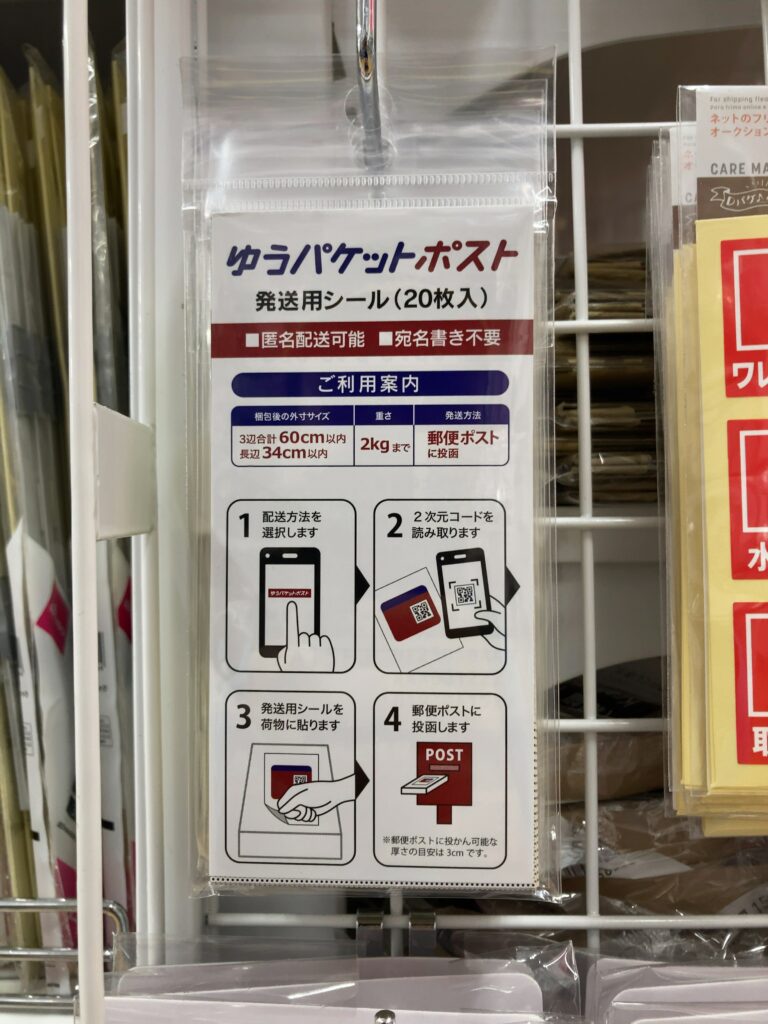 ゆうパケットポスト
発送用シール(20枚入)
■匿名配送可能 ■宛名書き不要
ご利用案内
梱包後の外寸サイズ
重さ
発送方法
3辺合計 60cm以内
長辺 34cm以内
2kgまで
郵便ポスト
に投函
1 配送方法を
選択します
ゆうパケットポスト
2 2次元コードを
読み取ります
3 発送用シールを
荷物に貼ります
4 郵便ポストに
投函します
POST
※郵便ポストに投かん可能な
厚さの目安は3cmです。
For shipping
ネットのフリ
オークション
CARE MA
ワレ
水
取